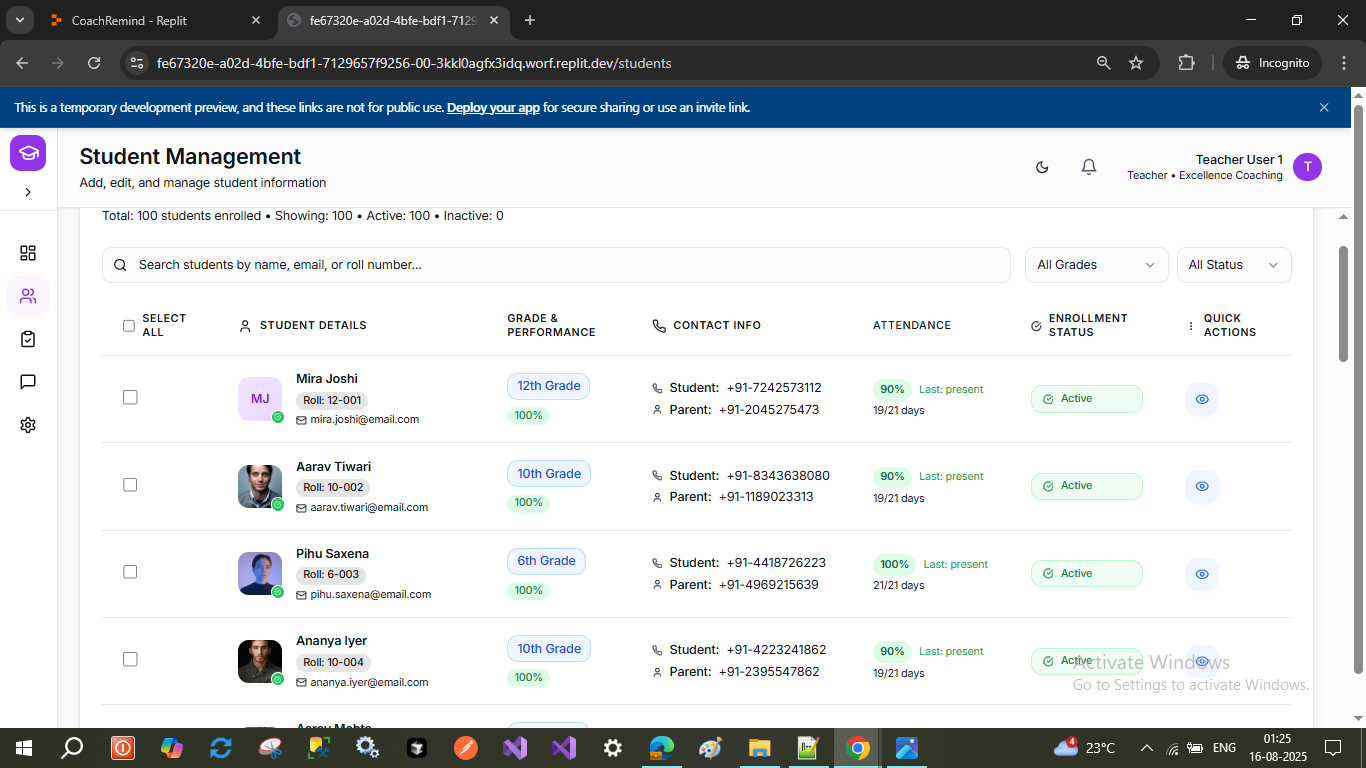 CoachRemind - Replit
fe67320e-a02d-4bfe-bdf1-7129
fe67320e-a02d-4bfe-bdf1-7129657f9256-00-3kkl0agfx3idq.worf.replit.dev/students
Incognito
This is a temporary development preview, and these links are not for public use. Deploy your app for secure sharing or use an invite link.
Student Management
Add, edit, and manage student information
Teacher User 1
Teacher • Excellence Coaching
T
Total: 100 students enrolled • Showing: 100 • Active: 100 • Inactive: 0
Search students by name, email, or roll number...
All Grades
All Status
SELECT ALL
STUDENT DETAILS
GRADE & PERFORMANCE
CONTACT INFO
ATTENDANCE
ENROLLMENT STATUS
QUICK ACTIONS
MJ
Mira Joshi
Roll: 12-001
mira.joshi@email.com
12th Grade
100%
Student: +91-7242573112
Parent: +91-2045275473
90% Last: present
19/21 days
Active
Aarav Tiwari
Roll: 10-002
aarav.tiwari@email.com
10th Grade
100%
Student: +91-8343638080
Parent: +91-1189023313
90% Last: present
19/21 days
Active
Pihu Saxena
Roll: 6-003
pihu.saxena@email.com
6th Grade
100%
Student: +91-4418726223
Parent: +91-4969215639
100% Last: present
21/21 days
Active
Ananya Iyer
Roll: 10-004
ananya.iyer@email.com
10th Grade
100%
Student: +91-4223241862
Parent: +91-2395547862
90% Last: present
19/21 days
Active
Activate Windows
Go to Settings to activate Windows.
4
23°C
ENG
01:25
16-08-2025